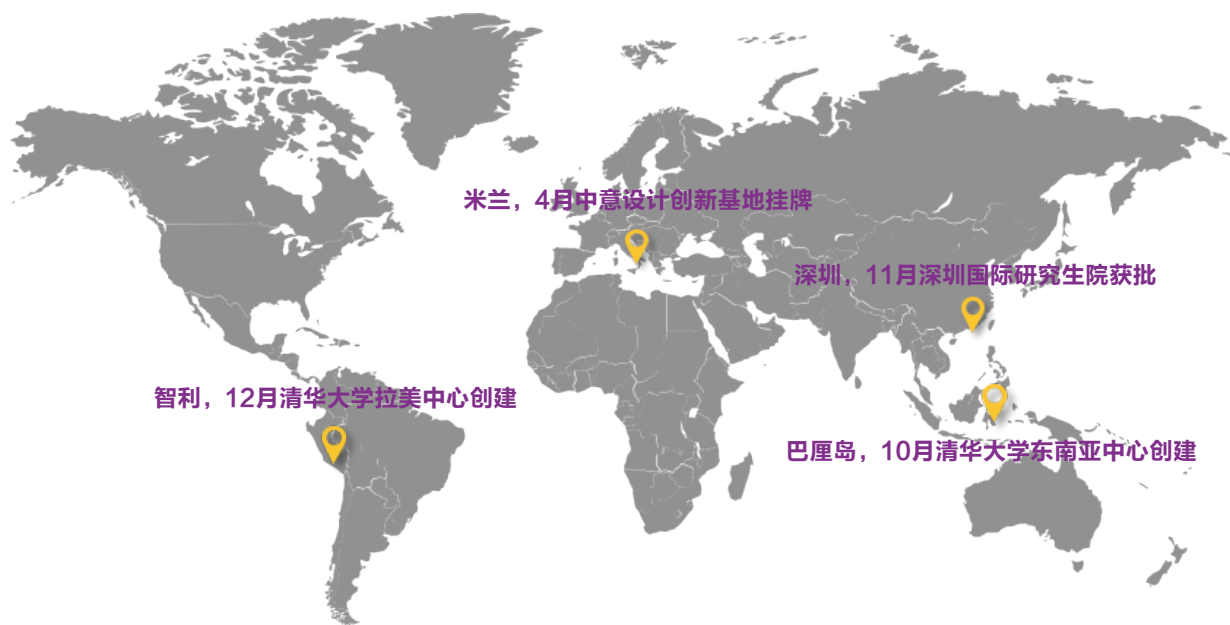 米兰，4月中意设计创新基地挂牌
深圳，11月深圳国际研究生院获批
智利，12月清华大学拉美中心创建
巴厘岛，10月清华大学东南亚中心创建